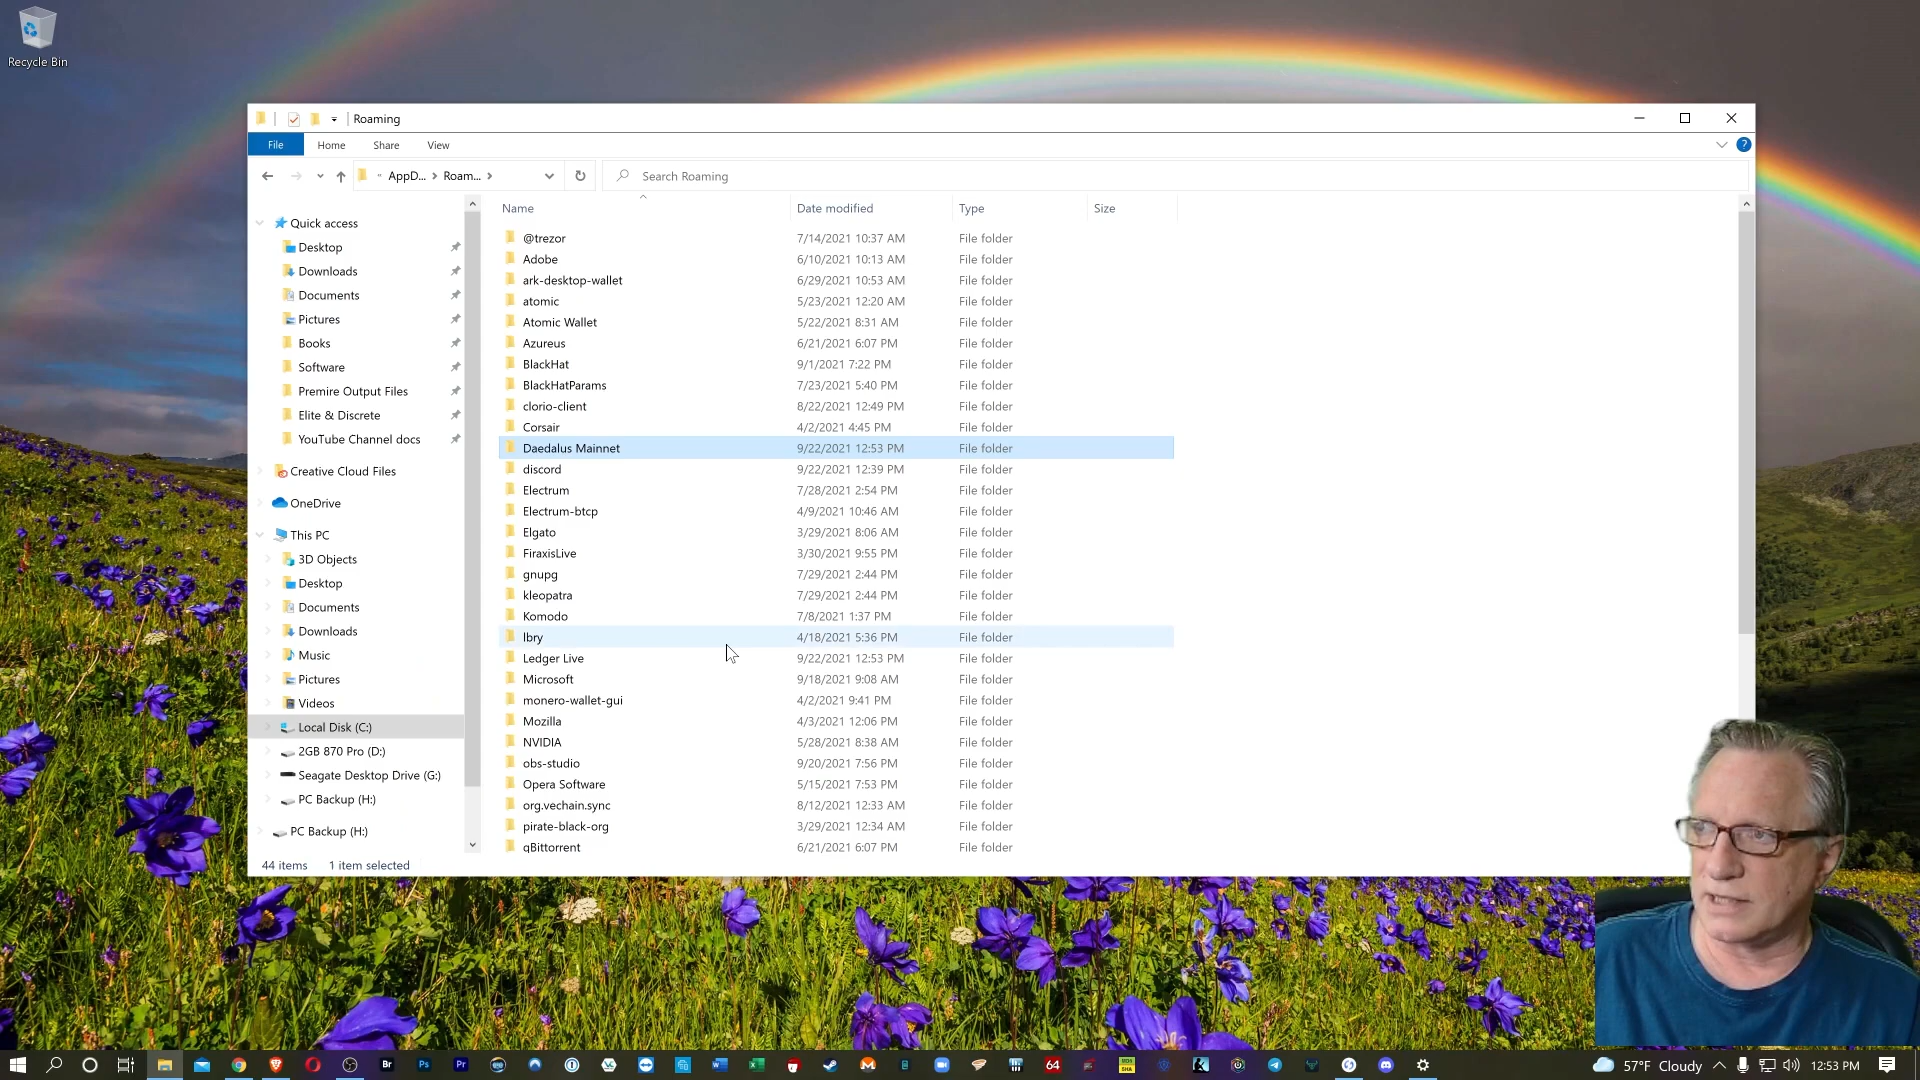 Recycle Bin
Roaming
File Home Share View
AppD... Roam...
Search Roaming
Name Date modified Type Size
Quick access
Desktop
Downloads
Documents
Pictures
Books
Software
Premire Output Files
Elite & Discrete
YouTube Channel docs
Creative Cloud Files
OneDrive
This PC
3D Objects
Desktop
Documents
Downloads
Music
Pictures
Videos
Local Disk (C:)
2GB 870 Pro (D:)
Seagate Desktop Drive (G:)
PC Backup (H:)
PC Backup (H:)
@trezor 7/14/2021 10:37 AM File folder
Adobe 6/10/2021 10:13 AM File folder
ark-desktop-wallet 6/29/2021 10:53 AM File folder
atomic 5/23/2021 12:20 AM File folder
Atomic Wallet 5/22/2021 8:31 AM File folder
Azureus 6/21/2021 6:07 PM File folder
BlackHat 9/1/2021 7:22 PM File folder
BlackHatParams 7/23/2021 5:40 PM File folder
clorio-client 8/22/2021 12:49 PM File folder
Corsair 4/2/2021 4:45 PM File folder
Daedalus Mainnet 9/22/2021 12:53 PM File folder
discord 9/22/2021 12:39 PM File folder
Electrum 7/28/2021 2:54 PM File folder
Electrum-btcp 4/9/2021 10:46 AM File folder
Elgato 3/29/2021 8:06 AM File folder
FiraxisLive 3/30/2021 9:55 PM File folder
gnupg 7/29/2021 2:44 PM File folder
kleopatra 7/29/2021 2:44 PM File folder
Komodo 7/8/2021 1:37 PM File folder
lbry 4/18/2021 5:36 PM File folder
Ledger Live 9/22/2021 12:53 PM File folder
Microsoft 9/18/2021 9:08 AM File folder
monero-wallet-gui 4/2/2021 9:41 PM File folder
Mozilla 4/3/2021 12:06 PM File folder
NVIDIA 5/28/2021 8:38 AM File folder
obs-studio 9/20/2021 7:56 PM File folder
Opera Software 5/15/2021 7:53 PM File folder
org.vechain.sync 8/12/2021 12:33 AM File folder
pirate-black-org 3/29/2021 12:34 AM File folder
qBittorrent 6/21/2021 6:07 PM File folder
44 items 1 item selected
Br Ps Pr 64 57°F Cloudy 12:53 PM